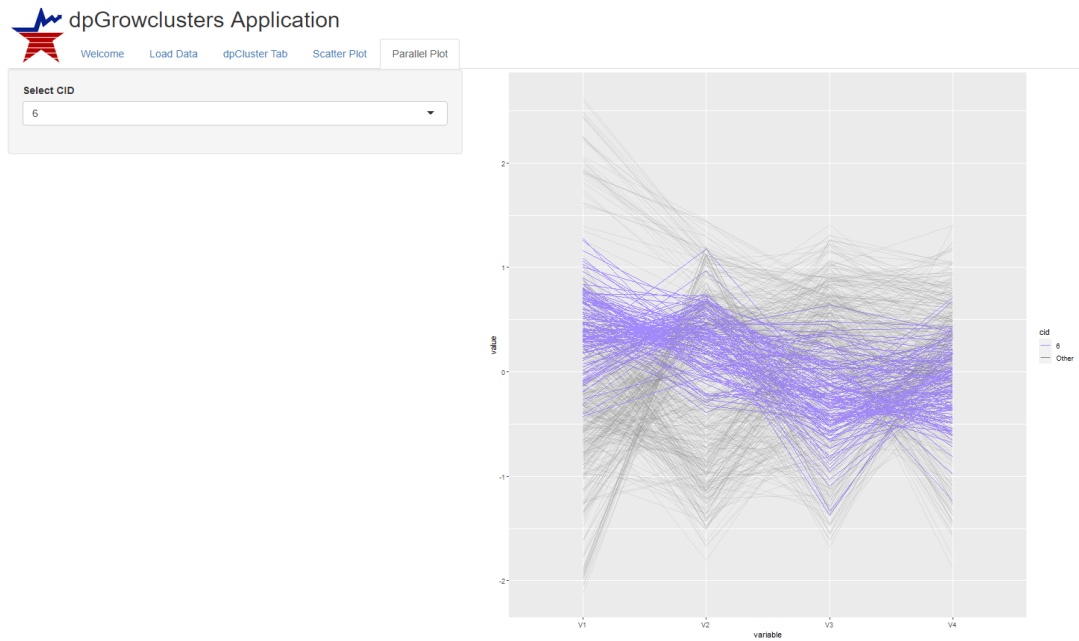 dpGrowclusters Application
Welcome Load Data dpCluster Tab Scatter Plot Parallel Plot
Select CID
6
2
1
0
-1
-2
value
V1 V2 V3 V4
variable
cid
6
Other